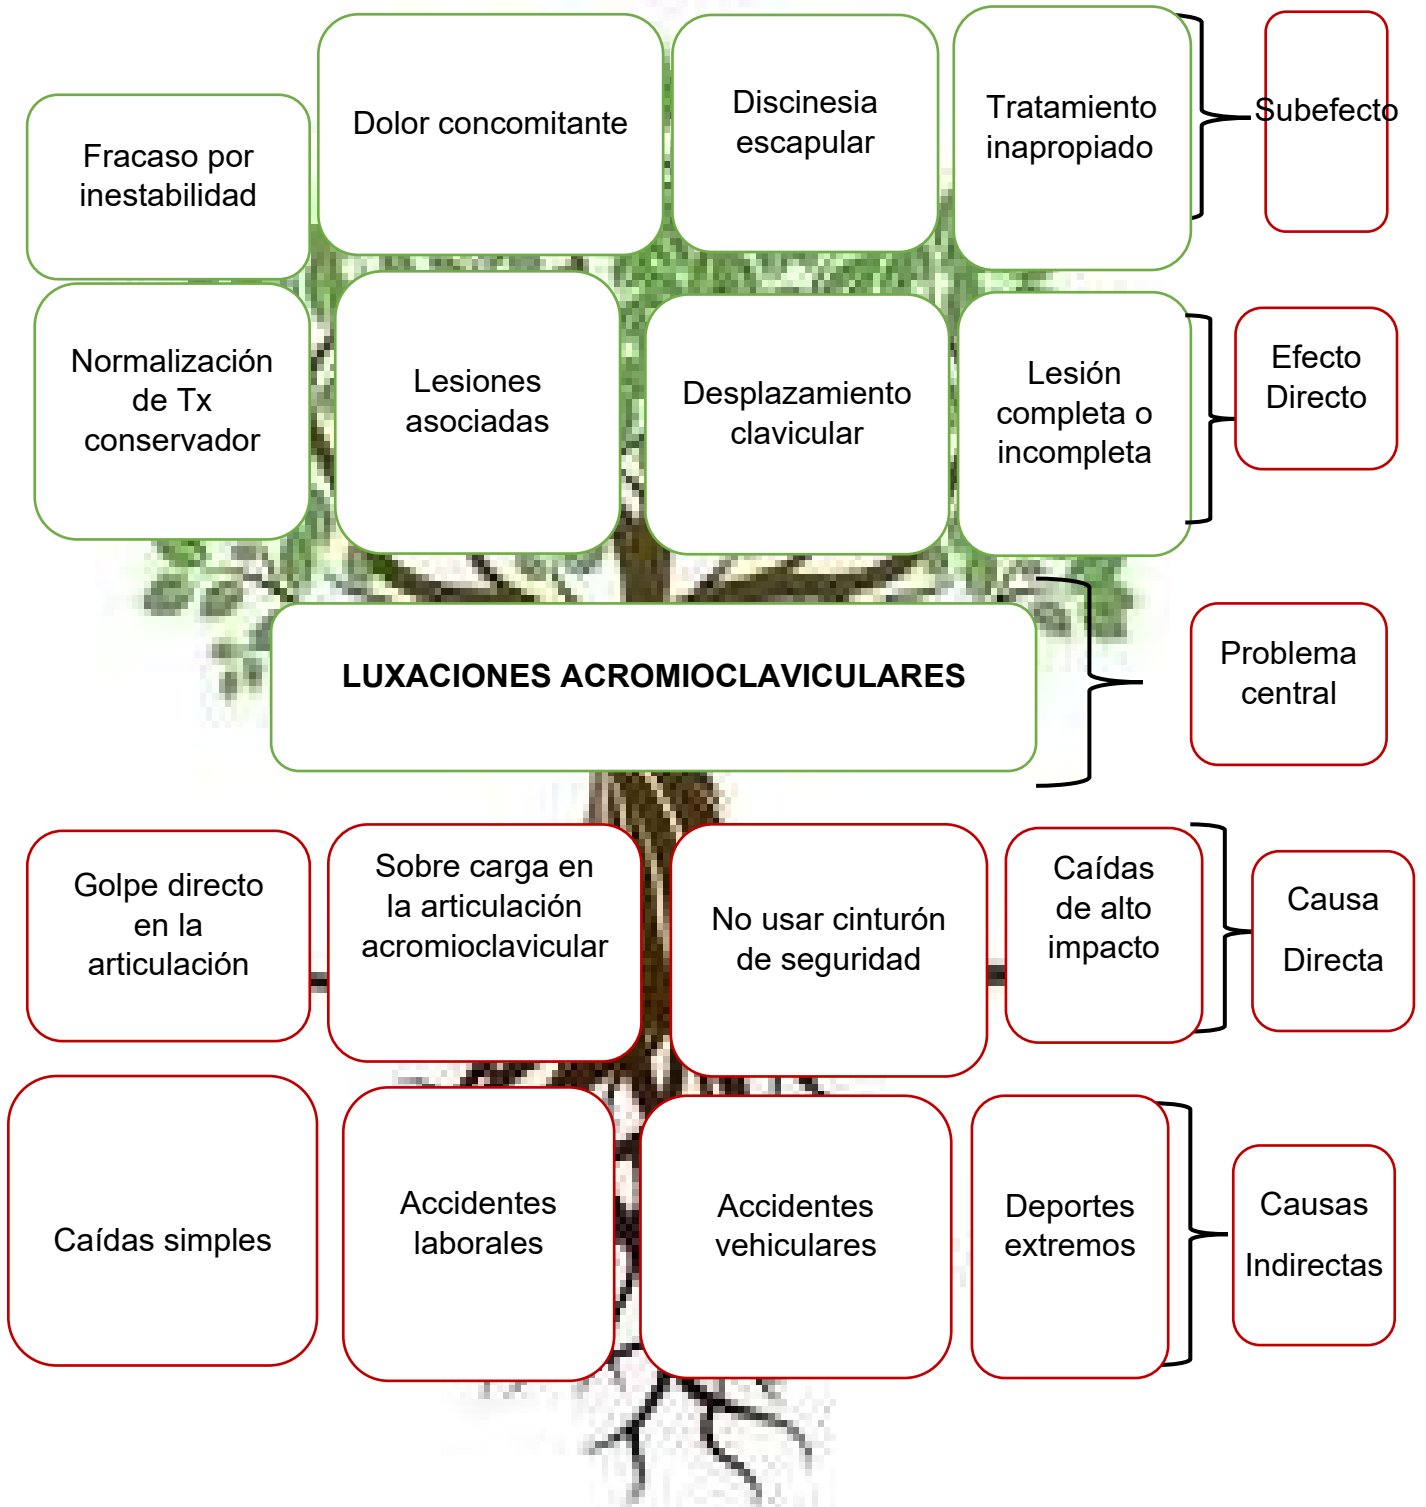 Fracaso por
inestabilidad
Dolor concomitante
Discinesia
escapular
Tratamiento
inapropiado
Subefecto
Normalización
de Tx
conservador
Lesiones
asociadas
Desplazamiento
clavicular
Lesión
completa o
incompleta
Efecto
Directo
LUXACIONES ACROMIOCLAVICULARES
Problema
central
Golpe directo
en la
articulación
Sobre carga en
la articulación
acromioclavicular
No usar cinturón
de seguridad
Caídas
de alto
impacto
Causa
Directa
Caídas simples
Accidentes
laborales
Accidentes
vehiculares
Deportes
extremos
Causas
Indirectas